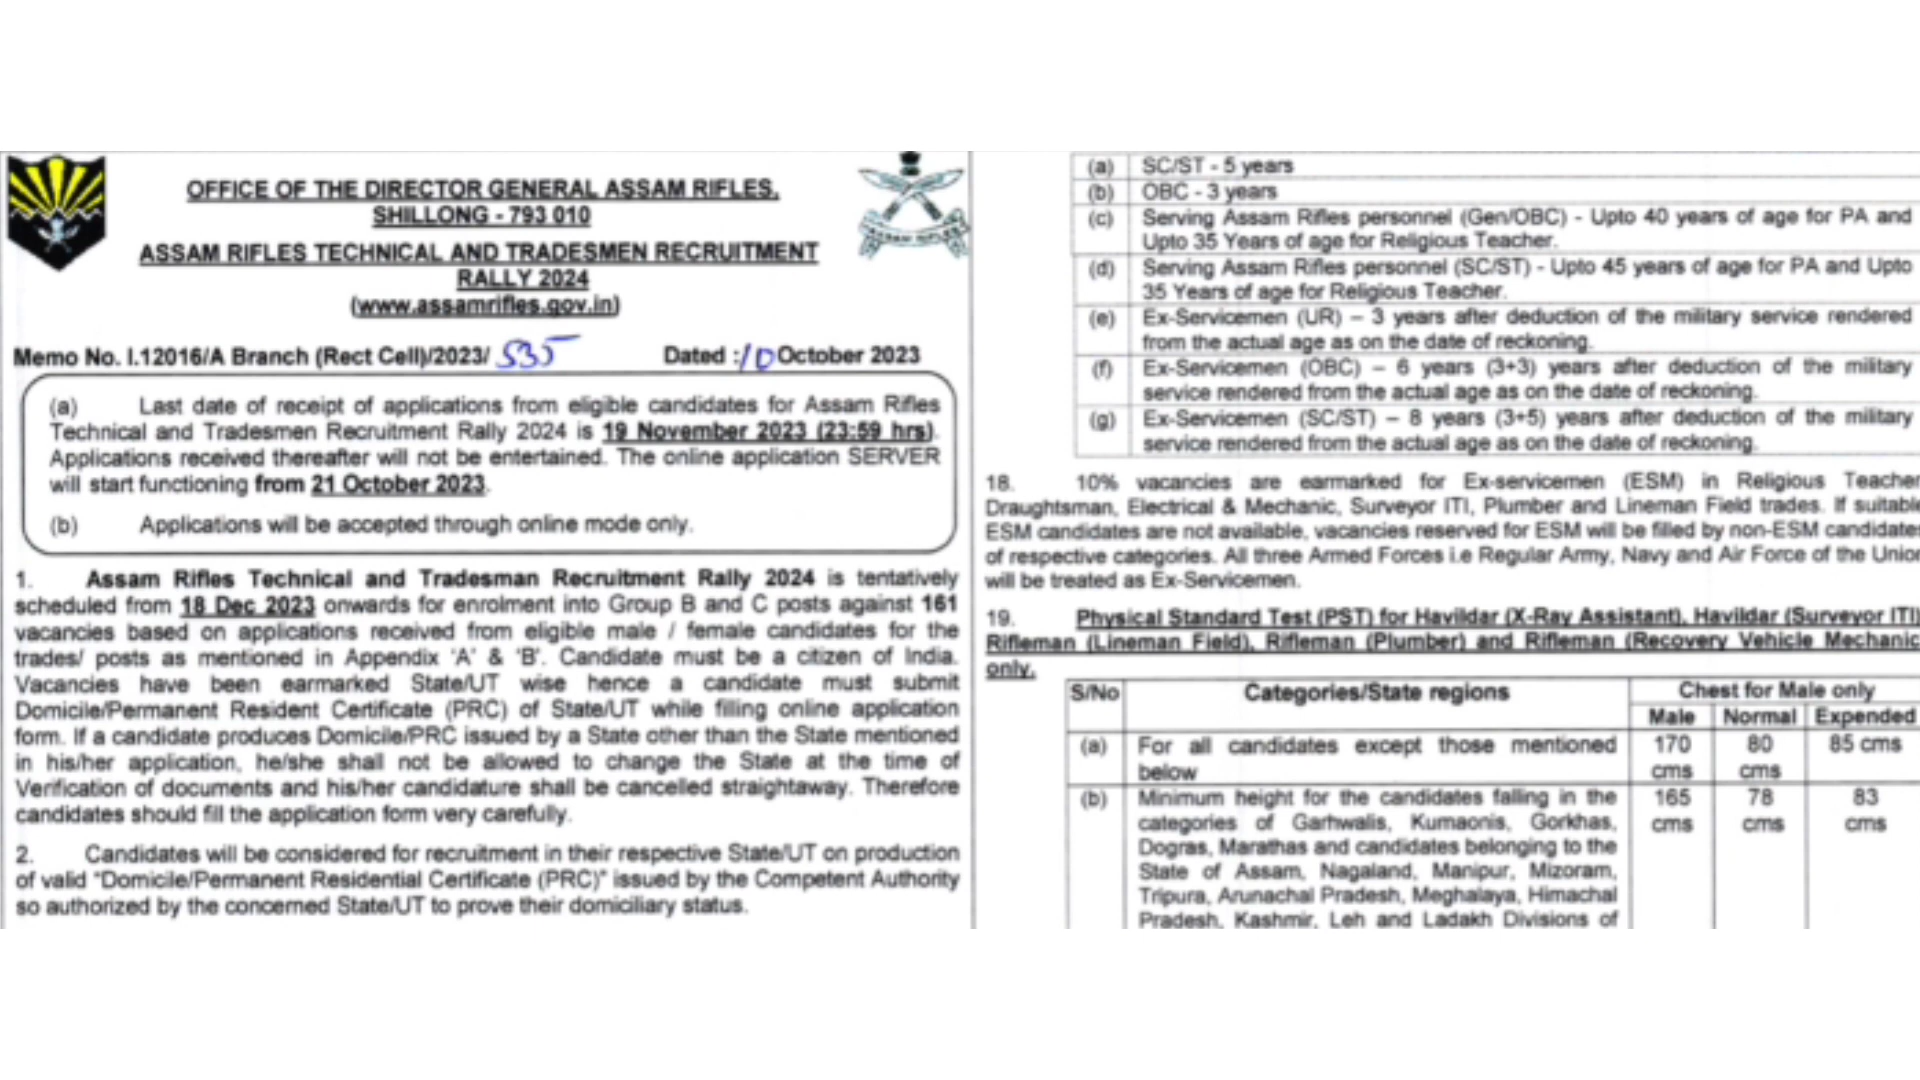 OFFICE OF THE DIRECTOR GENERAL ASSAM RIFLES,
SHILLONG - 793 010
ASSAM RIFLES TECHNICAL AND TRADESMEN RECRUITMENT
RALLY 2024
(www.assamrifles.gov.in)
ASSAM RIFLES
Memo No. I.12016/A Branch (Rect Cell)/2023/ 535 Dated :10 October 2023
(a) Last date of receipt of applications from eligible candidates for Assam Rifles
Technical and Tradesmen Recruitment Rally 2024 is 19 November 2023 (23:59 hrs).
Applications received thereafter will not be entertained. The online application SERVER
will start functioning from 21 October 2023.
(b) Applications will be accepted through online mode only.
1. Assam Rifles Technical and Tradesman Recruitment Rally 2024 is tentatively
scheduled from 18 Dec 2023 onwards for enrolment into Group B and C posts against 161
vacancies based on applications received from eligible male / female candidates for the
trades/ posts as mentioned in Appendix 'A' & 'B'. Candidate must be a citizen of India.
Vacancies have been earmarked State/UT wise hence a candidate must submit
Domicile/Permanent Resident Certificate (PRC) of State/UT while filling online application
form. If a candidate produces Domicile/PRC issued by a State other than the State mentioned
in his/her application, he/she shall not be allowed to change the State at the time of
Verification of documents and his/her candidature shall be cancelled straightaway. Therefore
candidates should fill the application form very carefully.
2. Candidates will be considered for recruitment in their respective State/UT on production
of valid "Domicile/Permanent Residential Certificate (PRC)" issued by the Competent Authority
so authorized by the concerned State/UT to prove their domiciliary status.
(a) SC/ST - 5 years
(b) OBC - 3 years
(c) Serving Assam Rifles personnel (Gen/OBC) - Upto 40 years of age for PA and
Upto 35 Years of age for Religious Teacher.
(d) Serving Assam Rifles personnel (SC/ST) - Upto 45 years of age for PA and Upto
35 Years of age for Religious Teacher.
(e) Ex-Servicemen (UR) – 3 years after deduction of the military service rendered
from the actual age as on the date of reckoning.
(f) Ex-Servicemen (OBC) – 6 years (3+3) years after deduction of the military
service rendered from the actual age as on the date of reckoning.
(g) Ex-Servicemen (SC/ST) – 8 years (3+5) years after deduction of the military
service rendered from the actual age as on the date of reckoning.
18. 10% vacancies are earmarked for Ex-servicemen (ESM) in Religious Teacher
Draughtsman, Electrical & Mechanic, Surveyor ITI, Plumber and Lineman Field trades. If suitable
ESM candidates are not available, vacancies reserved for ESM will be filled by non-ESM candidates
of respective categories. All three Armed Forces i.e Regular Army, Navy and Air Force of the Union
will be treated as Ex-Servicemen.
19. Physical Standard Test (PST) for Havildar (X-Ray Assistant), Havildar (Surveyor ITI)
Rifleman (Lineman Field), Rifleman (Plumber) and Rifleman (Recovery Vehicle Mechanic
only.
S/No Categories/State regions Chest for Male only
Male Normal Expended
(a) For all candidates except those mentioned 170 80 85 cms
below cms cms
(b) Minimum height for the candidates falling in the 165 78 83
categories of Garhwalis, Kumaonis, Gorkhas, cms cms cms
Dogras, Marathas and candidates belonging to the
State of Assam, Nagaland, Manipur, Mizoram,
Tripura, Arunachal Pradesh, Meghalaya, Himachal
Pradesh, Kashmir, Leh and Ladakh Divisions of